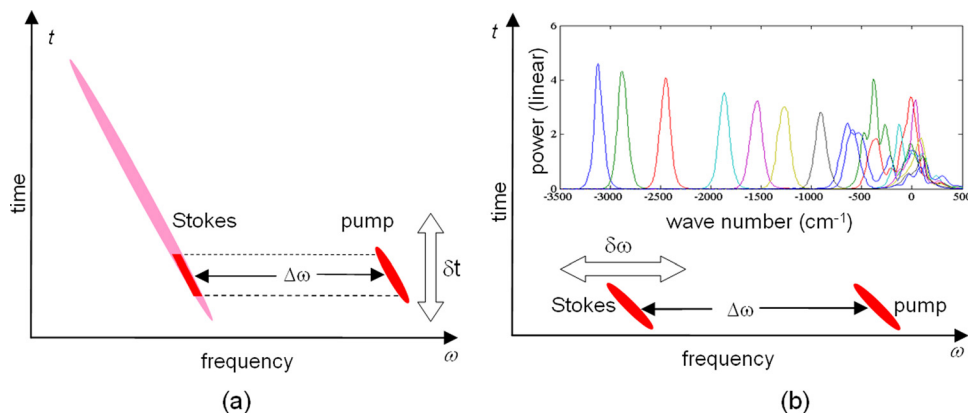 t
time
Stokes
pump
Δω
δt
frequency
ω
(a)
t
time
power (linear)
6
4
2
0
-3500 -3000 -2500 -2000 -1500 -1000 -500 0 500
wave number (cm⁻¹)
δω
Stokes
Δω
pump
frequency
ω
(b)